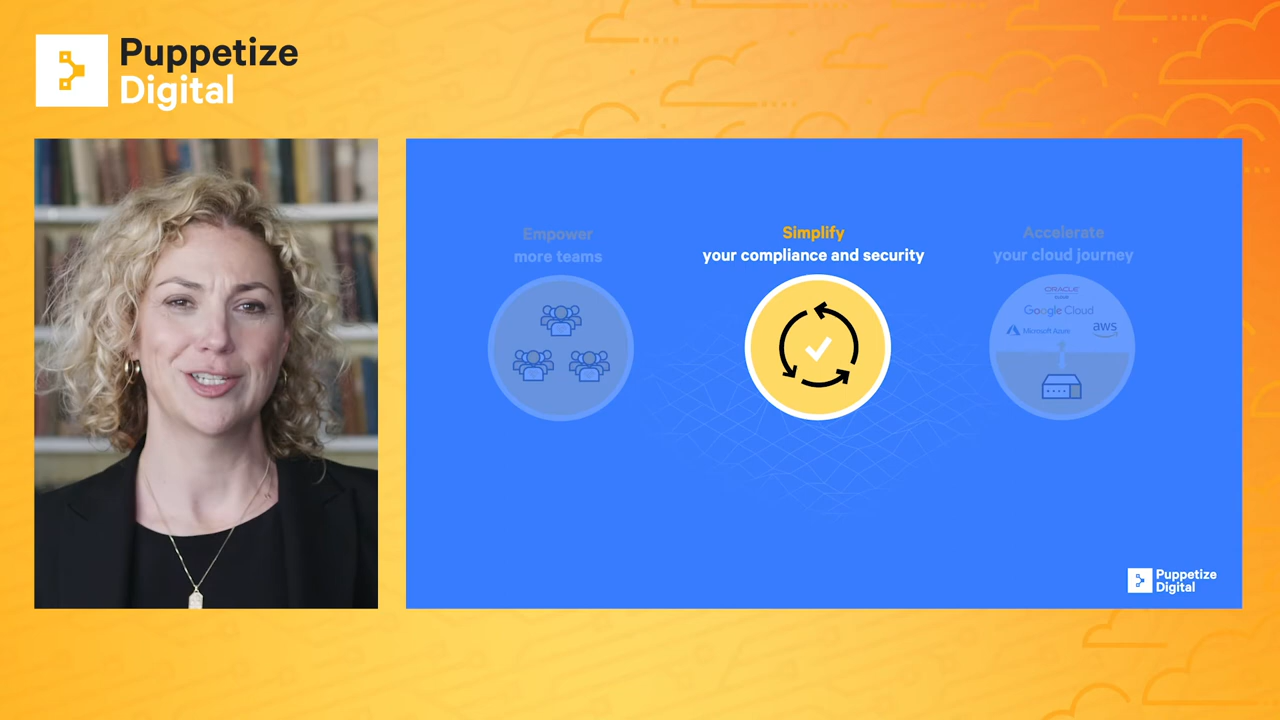 Puppetize
Digital
Empower
more teams
Simplify
your compliance and security
Accelerate
your cloud journey
ORACLE
CLOUD
Google Cloud
Microsoft Azure
aws
Puppetize
Digital